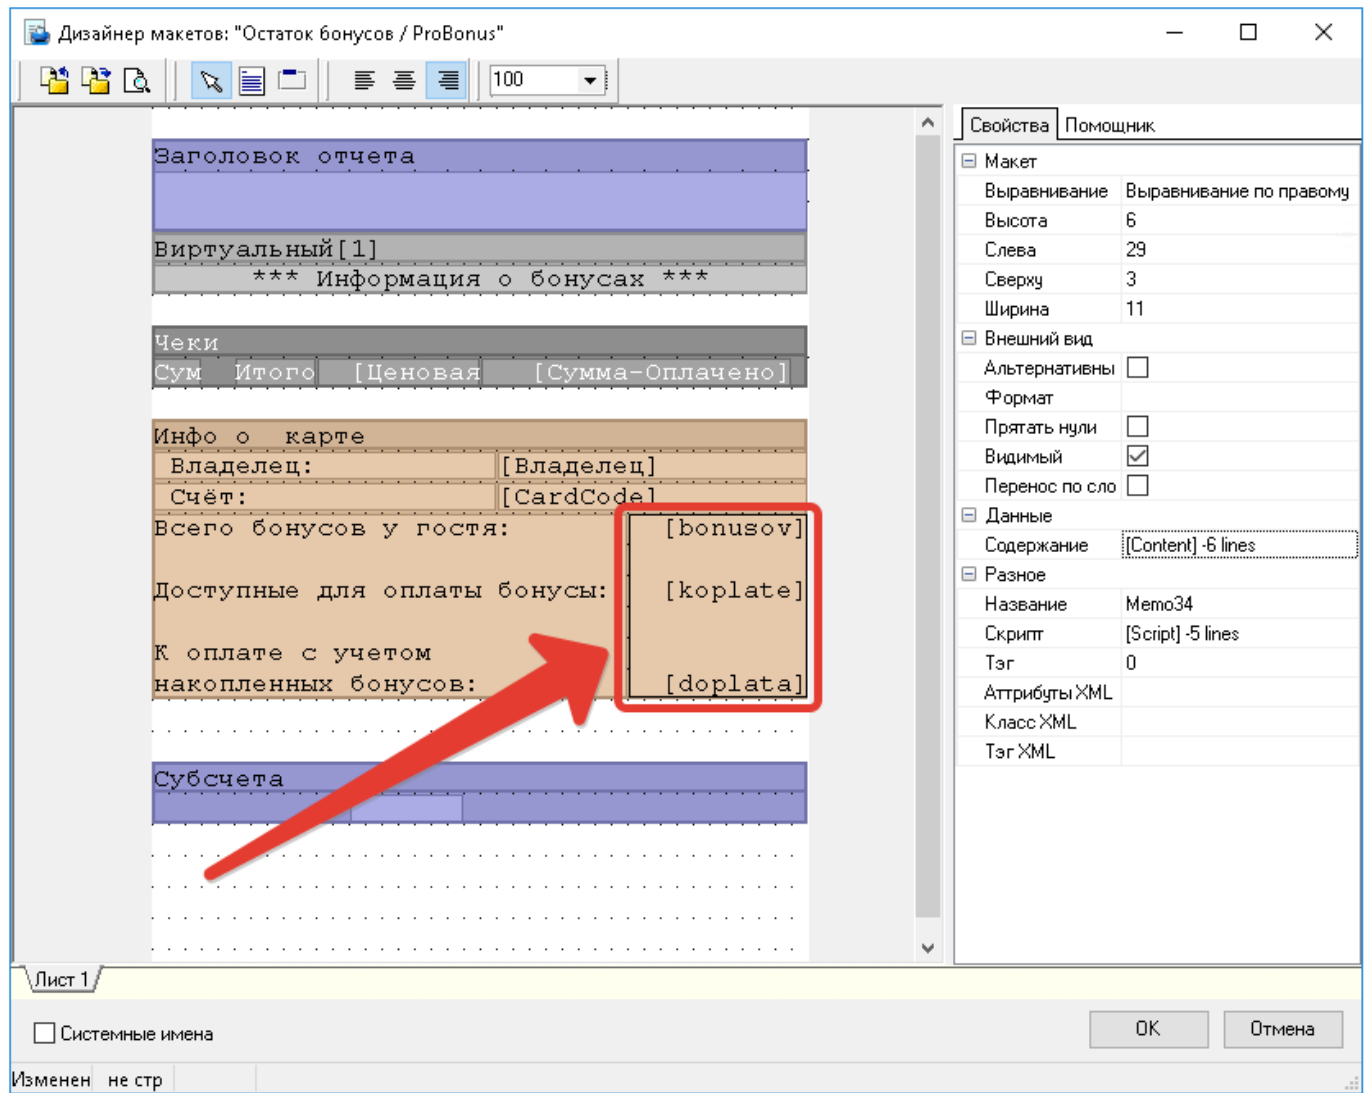 Дизайнер макетов: "Остаток бонусов / ProBonus"
100
Заголовок отчета
Виртуальный[1]
*** Информация о бонусах ***
Чеки
Сум Итого [Ценовая [Сумма-Оплачено]
Инфо о карте
Владелец: [Владелец]
Счёт: [CardCode]
Всего бонусов у гостя: [bonusov]
Доступные для оплаты бонусы: [koplate]
К оплате с учетом
накопленных бонусов: [doplata]
Субсчета
Свойства Помощник
Макет
Выравнивание Выравнивание по правому
Высота 6
Слева 29
Сверху 3
Ширина 11
Внешний вид
Альтернативны
Формат
Прятать нули
Видимый
Перенос по сло
Данные
Содержание [Content] -6 lines
Разное
Название Memo34
Скрипт [Script] -5 lines
Тэг 0
Аттрибуты XML
Класс XML
Тэг XML
Лист 1
Системные имена
OK Отмена
Изменен не стр